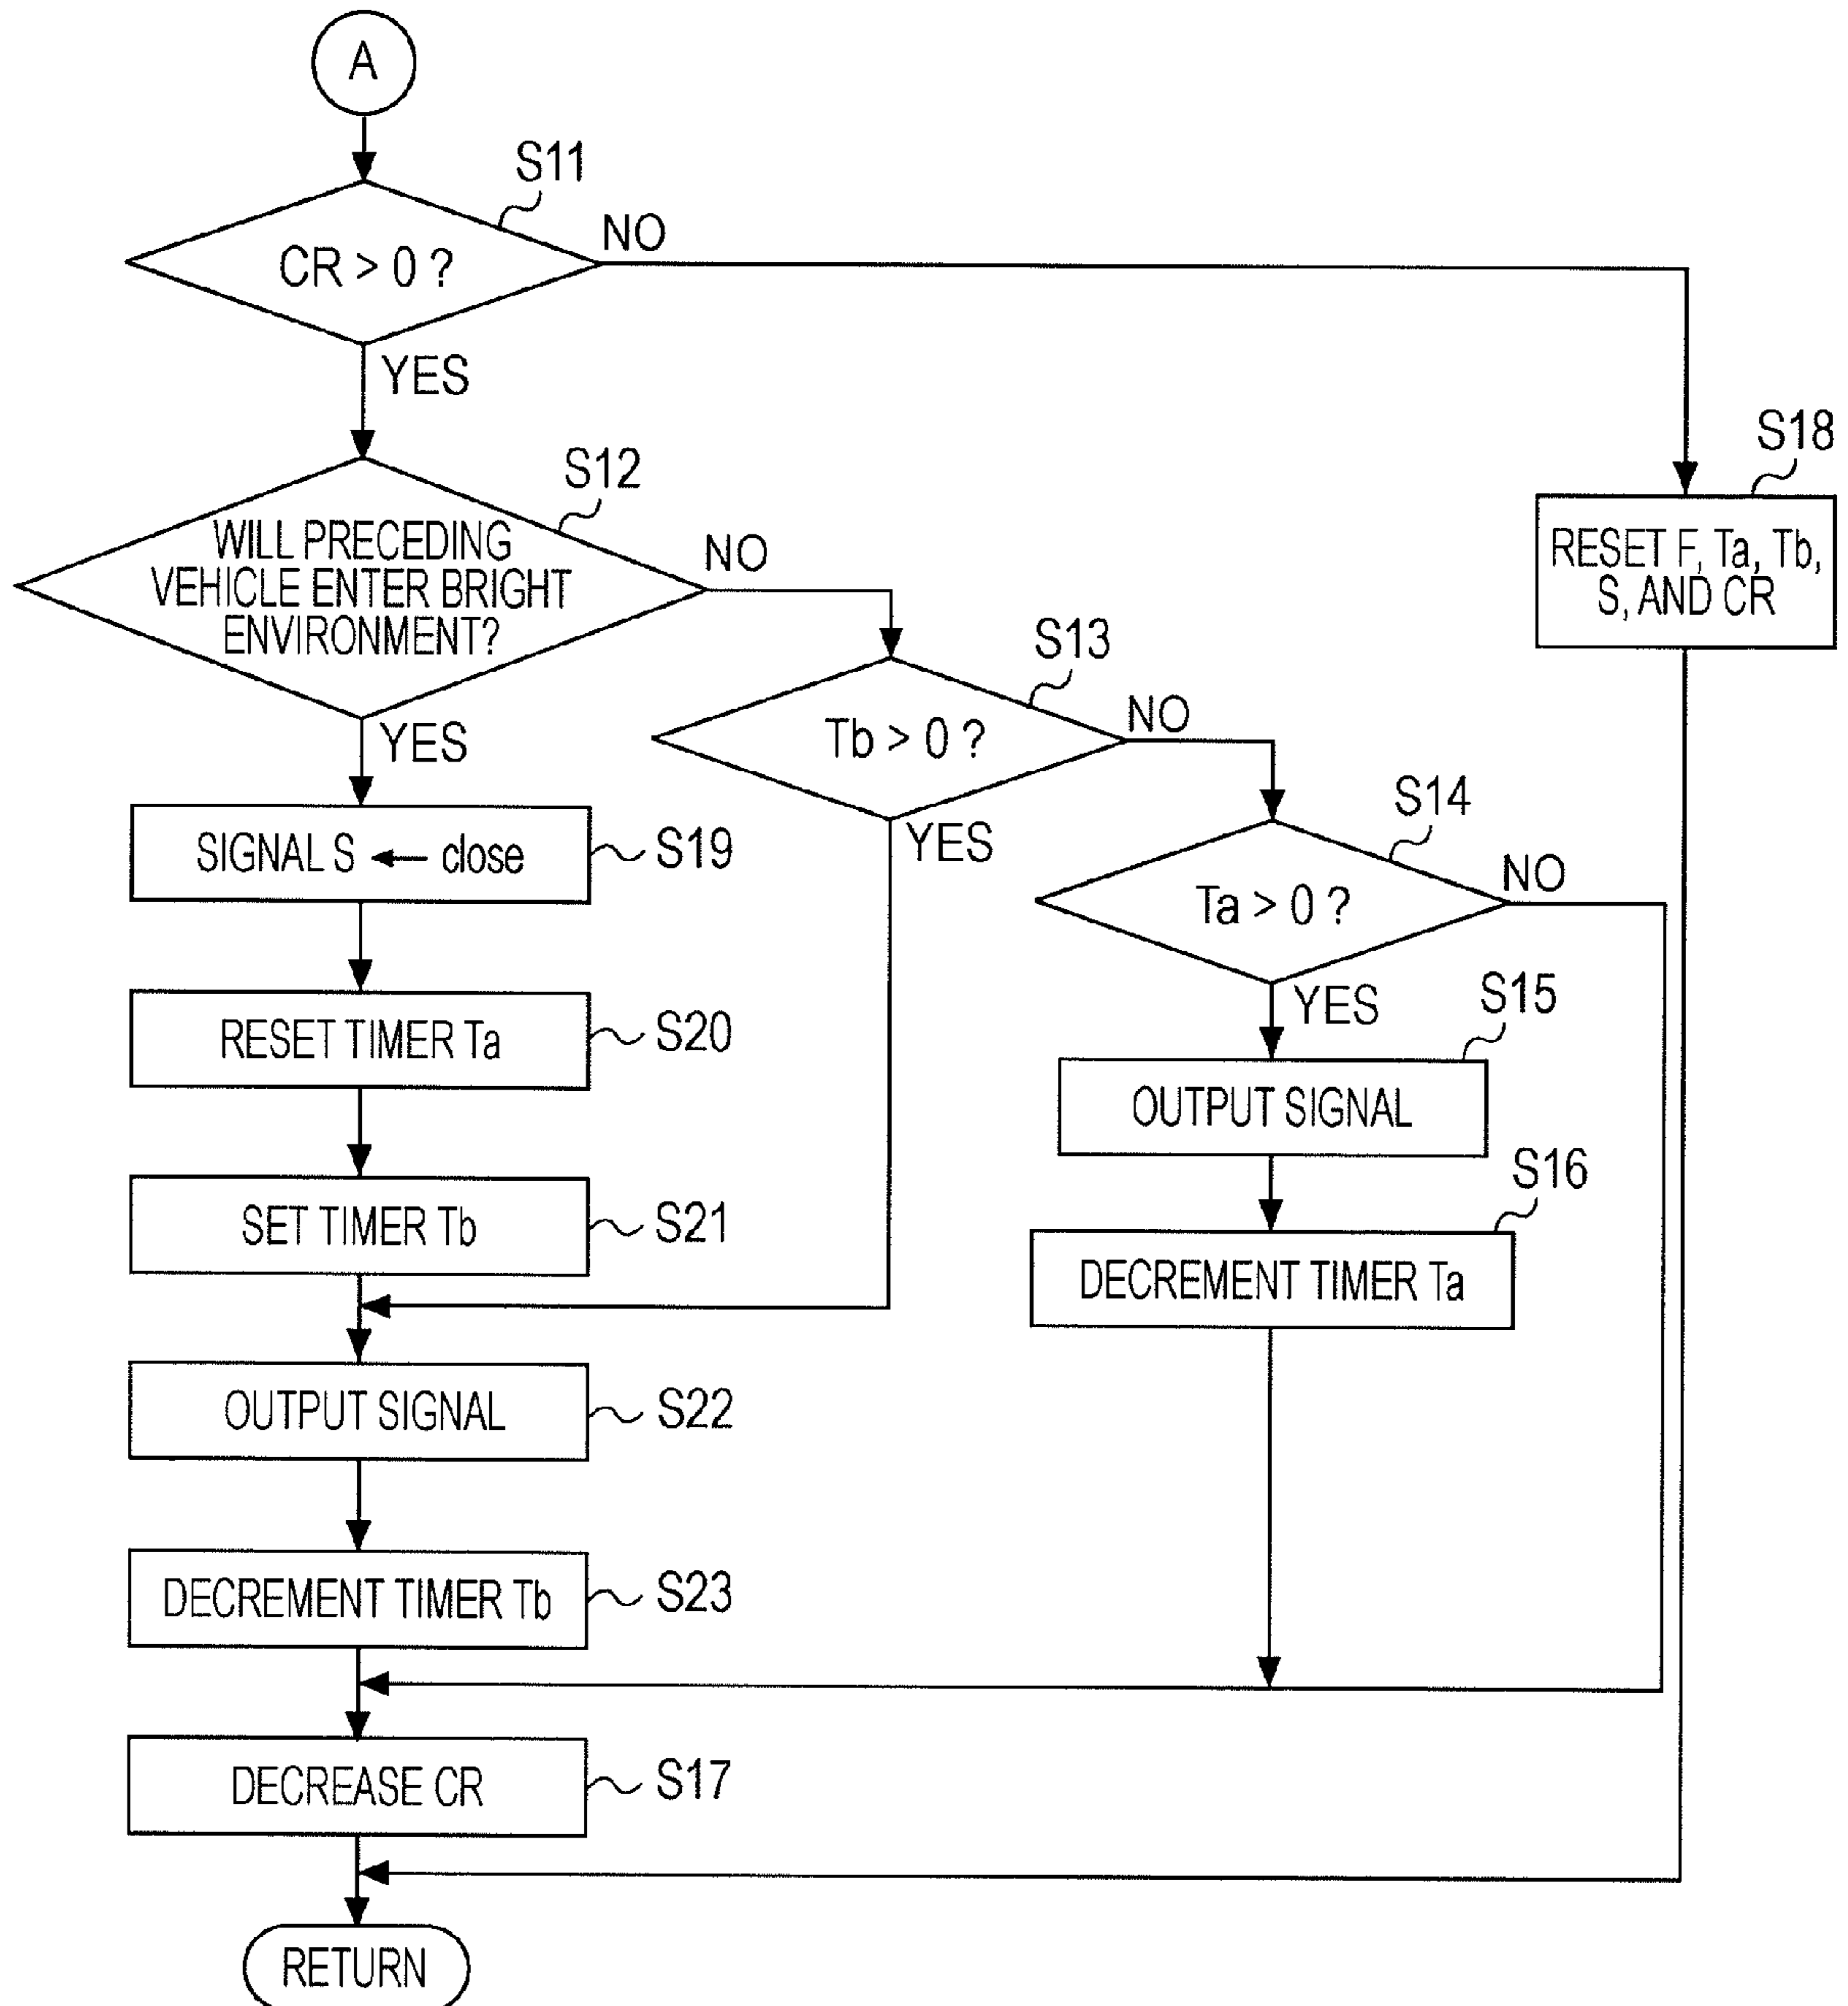 A
S11
CR > 0 ?
NO
YES
S12
WILL PRECEDING
VEHICLE ENTER BRIGHT
ENVIRONMENT?
NO
YES
S18
RESET F, Ta, Tb,
S, AND CR
S13
Tb > 0 ?
NO
YES
S14
Ta > 0 ?
NO
YES
S15
OUTPUT SIGNAL
S16
DECREMENT TIMER Ta
SIGNAL S ← close
S19
RESET TIMER Ta
S20
SET TIMER Tb
S21
OUTPUT SIGNAL
S22
DECREMENT TIMER Tb
S23
DECREASE CR
S17
RETURN